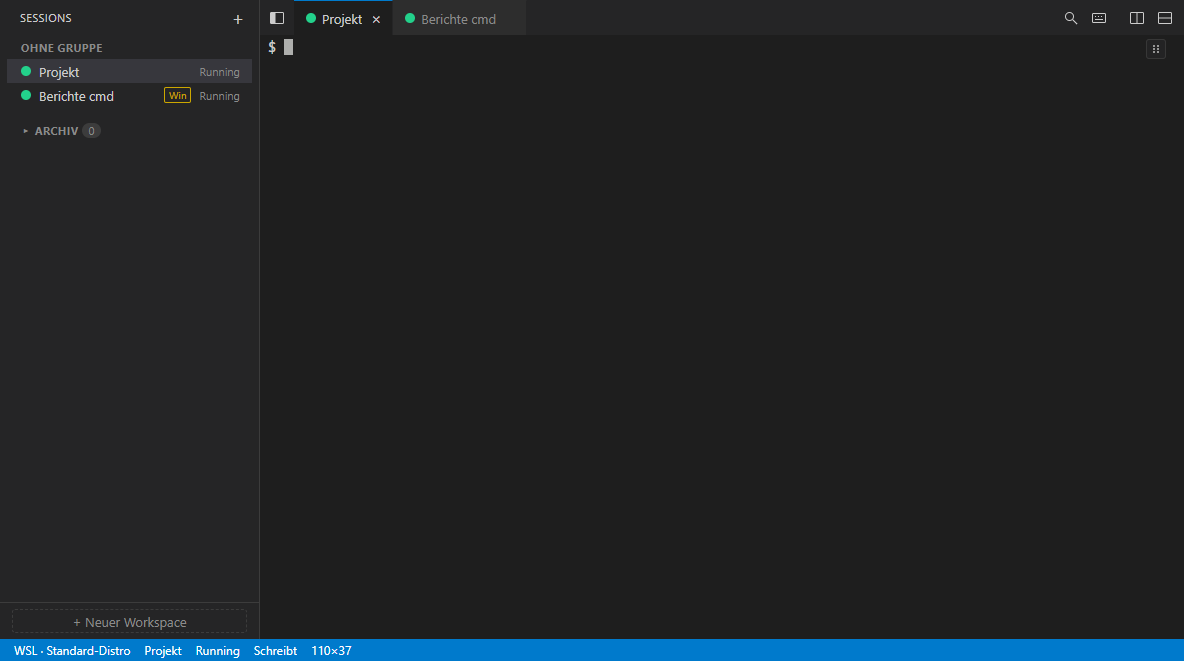 SESSIONS +
OHNE GRUPPE
Projekt Running
Berichte cmd Win Running
ARCHIV 0
+ Neuer Workspace
Projekt × Berichte cmd
$
WSL · Standard-Distro Projekt Running Schreibt 110×37